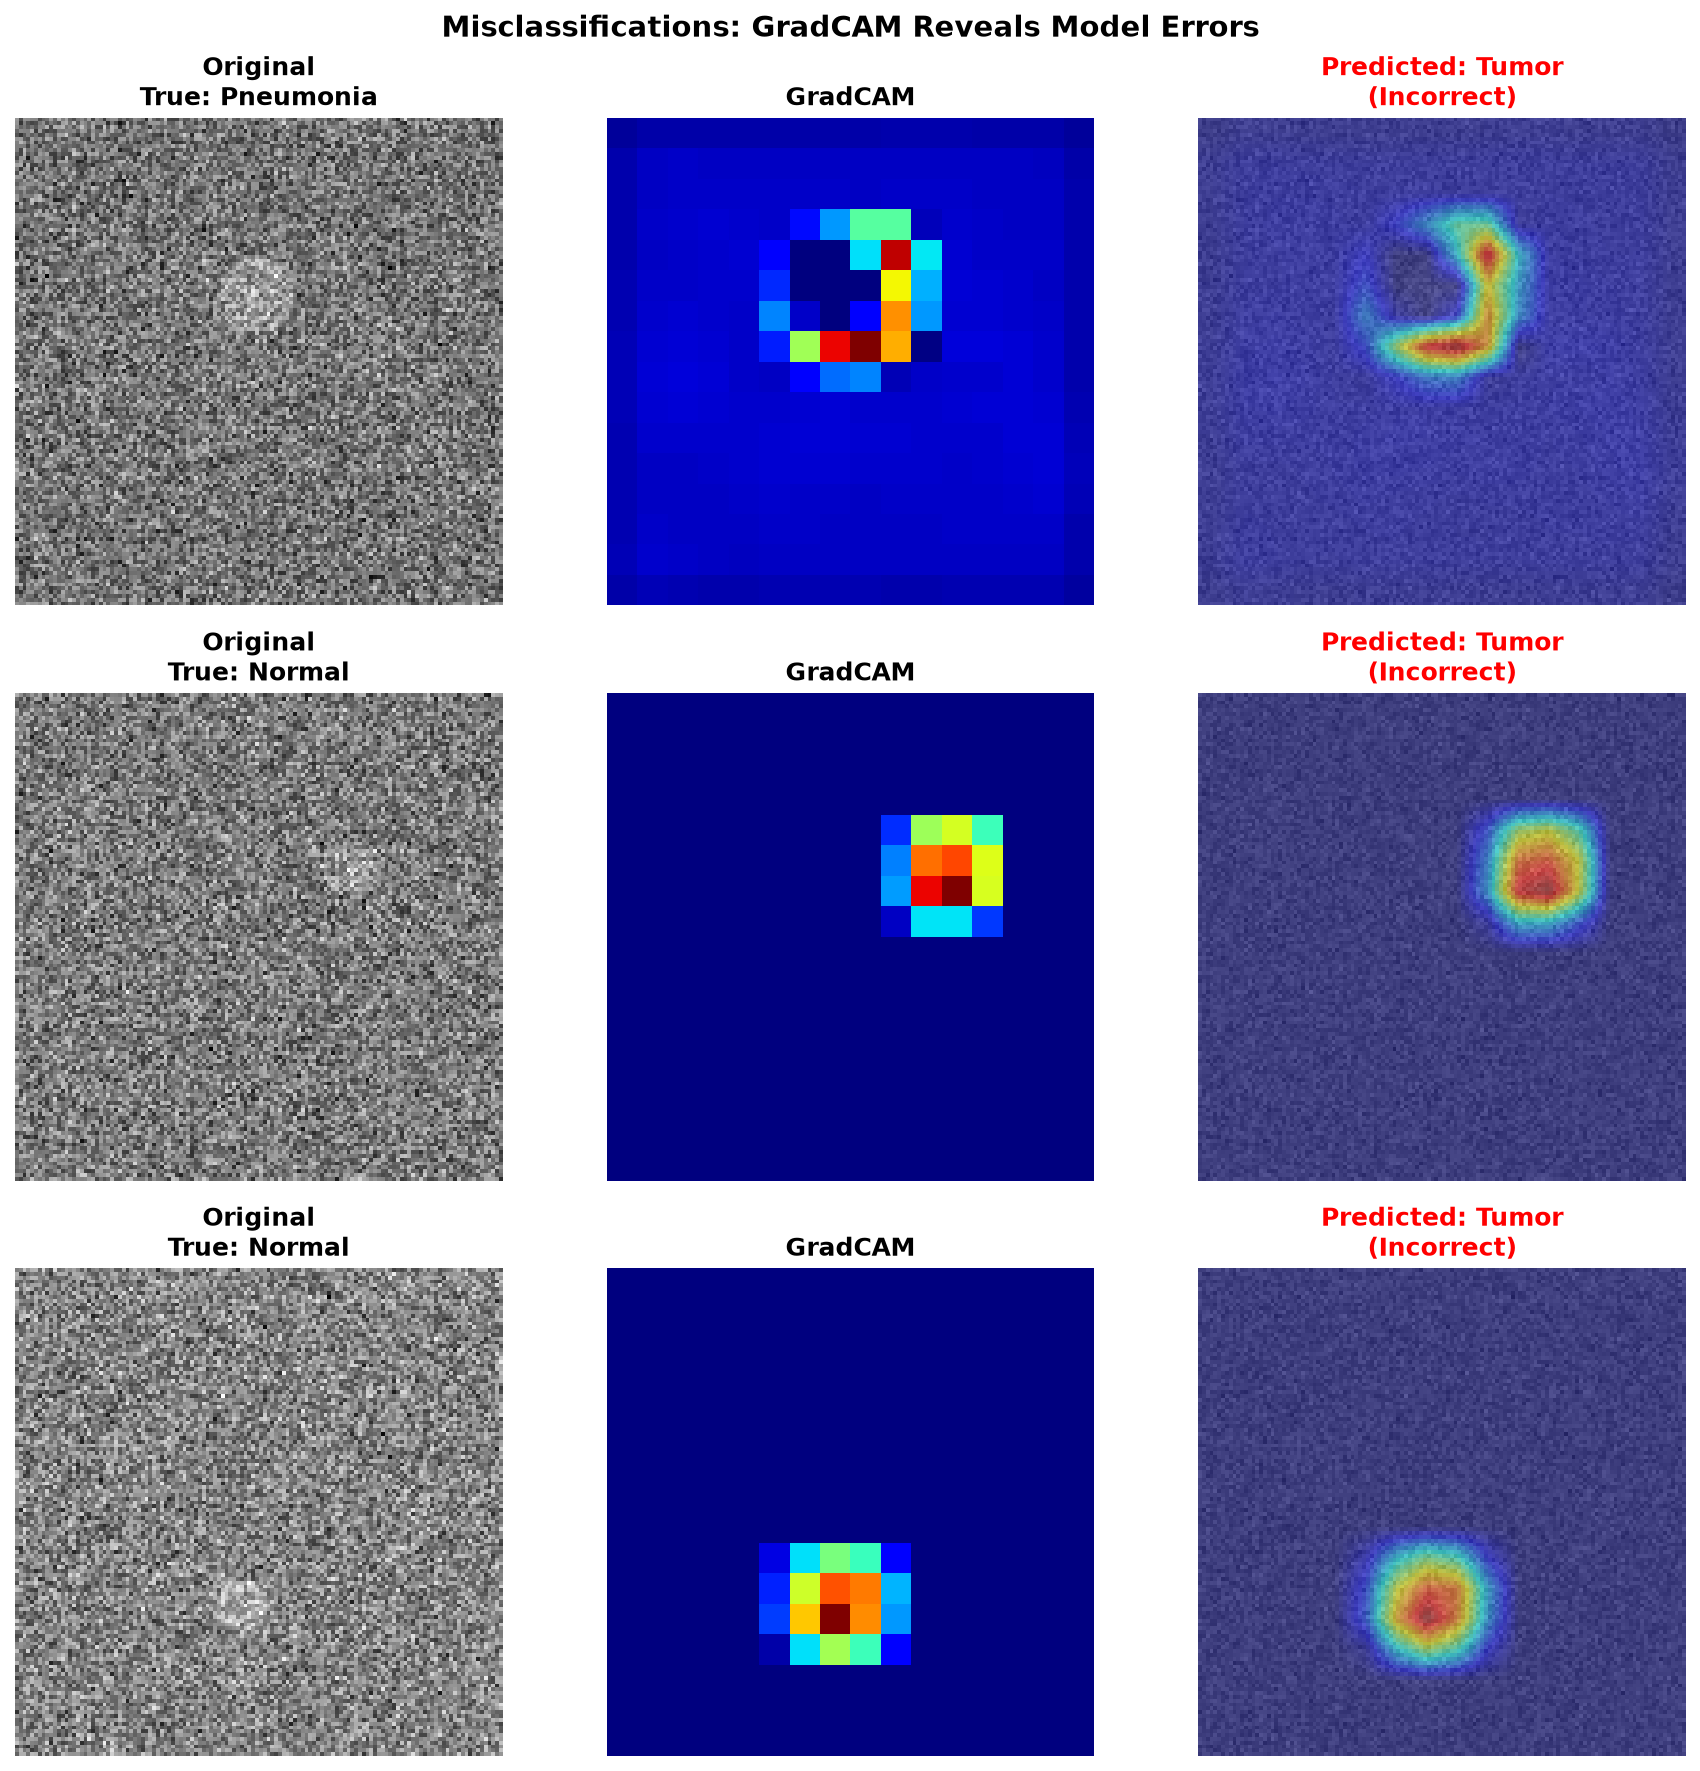 Misclassifications: GradCAM Reveals Model Errors
Original
True: Pneumonia
GradCAM
Predicted: Tumor
(Incorrect)
Original
True: Normal
GradCAM
Predicted: Tumor
(Incorrect)
Original
True: Normal
GradCAM
Predicted: Tumor
(Incorrect)